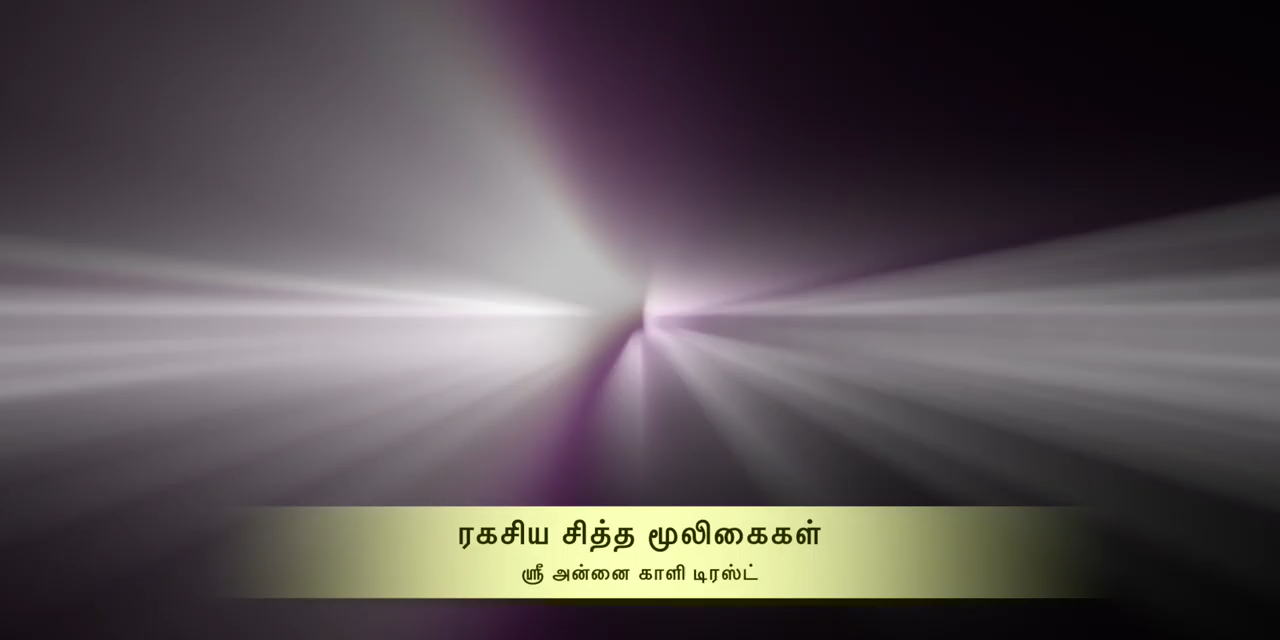 ரகசிய சித்த மூலிகைகள்
ஸ்ரீ அன்னை காளி டிரஸ்ட்